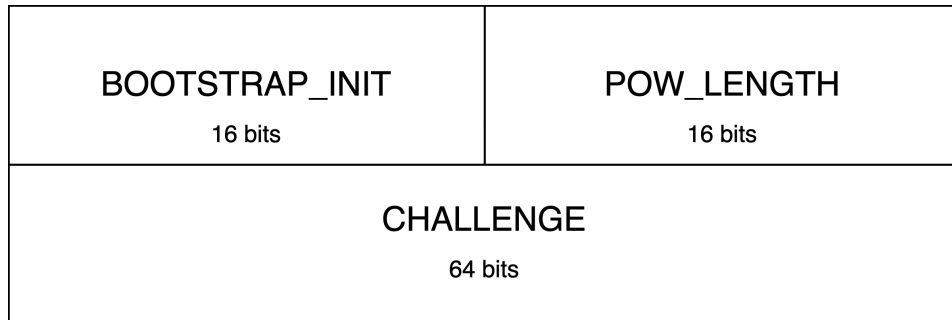 BOOTSTRAP_INIT
16 bits
POW_LENGTH
16 bits
CHALLENGE
64 bits